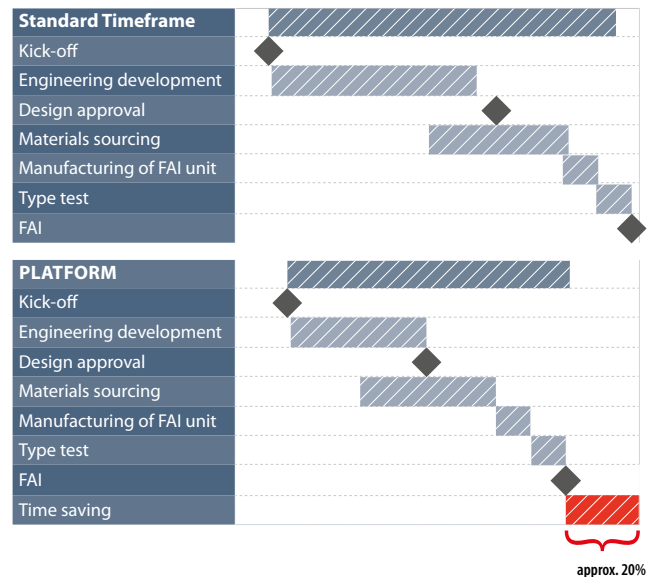 Standard Timeframe
Kick-off
Engineering development
Design approval
Materials sourcing
Manufacturing of FAI unit
Type test
FAI
PLATFORM
Kick-off
Engineering development
Design approval
Materials sourcing
Manufacturing of FAI unit
Type test
FAI
Time saving
approx. 20%